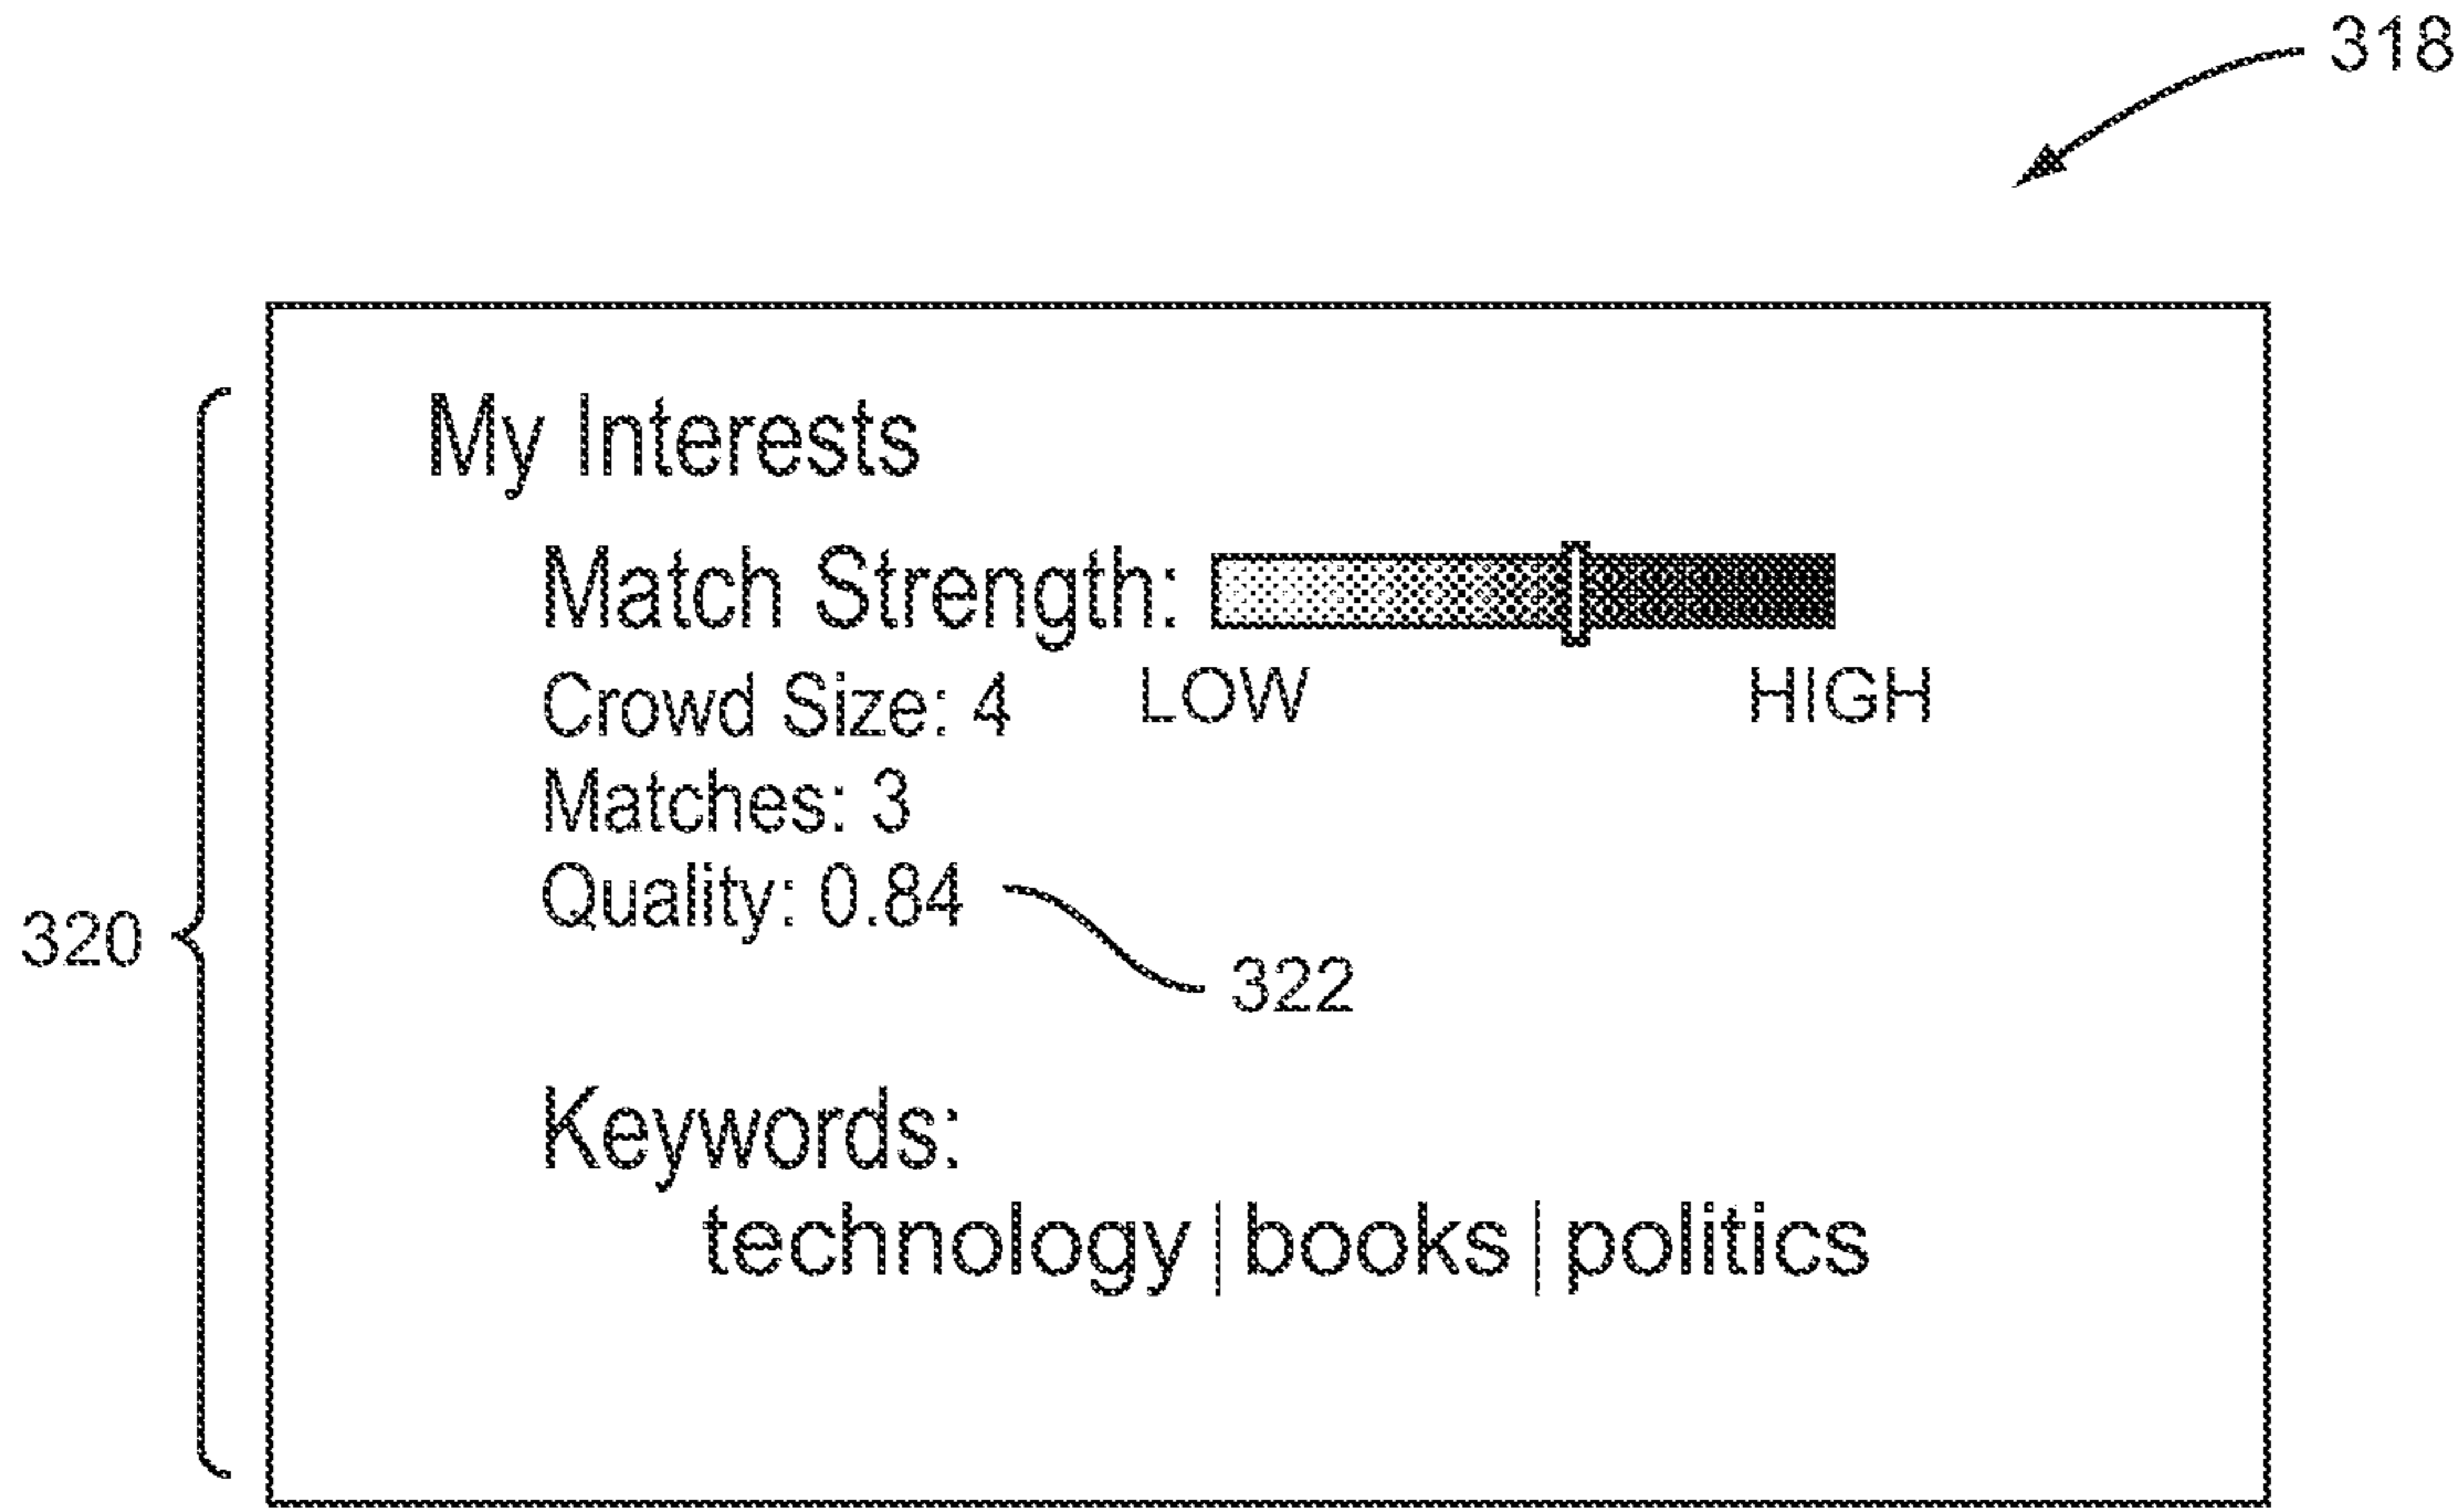 318
My Interests
Match Strength:
Crowd Size: 4 LOW HIGH
Matches: 3
Quality: 0.84
320
322
Keywords:
technology | books | politics